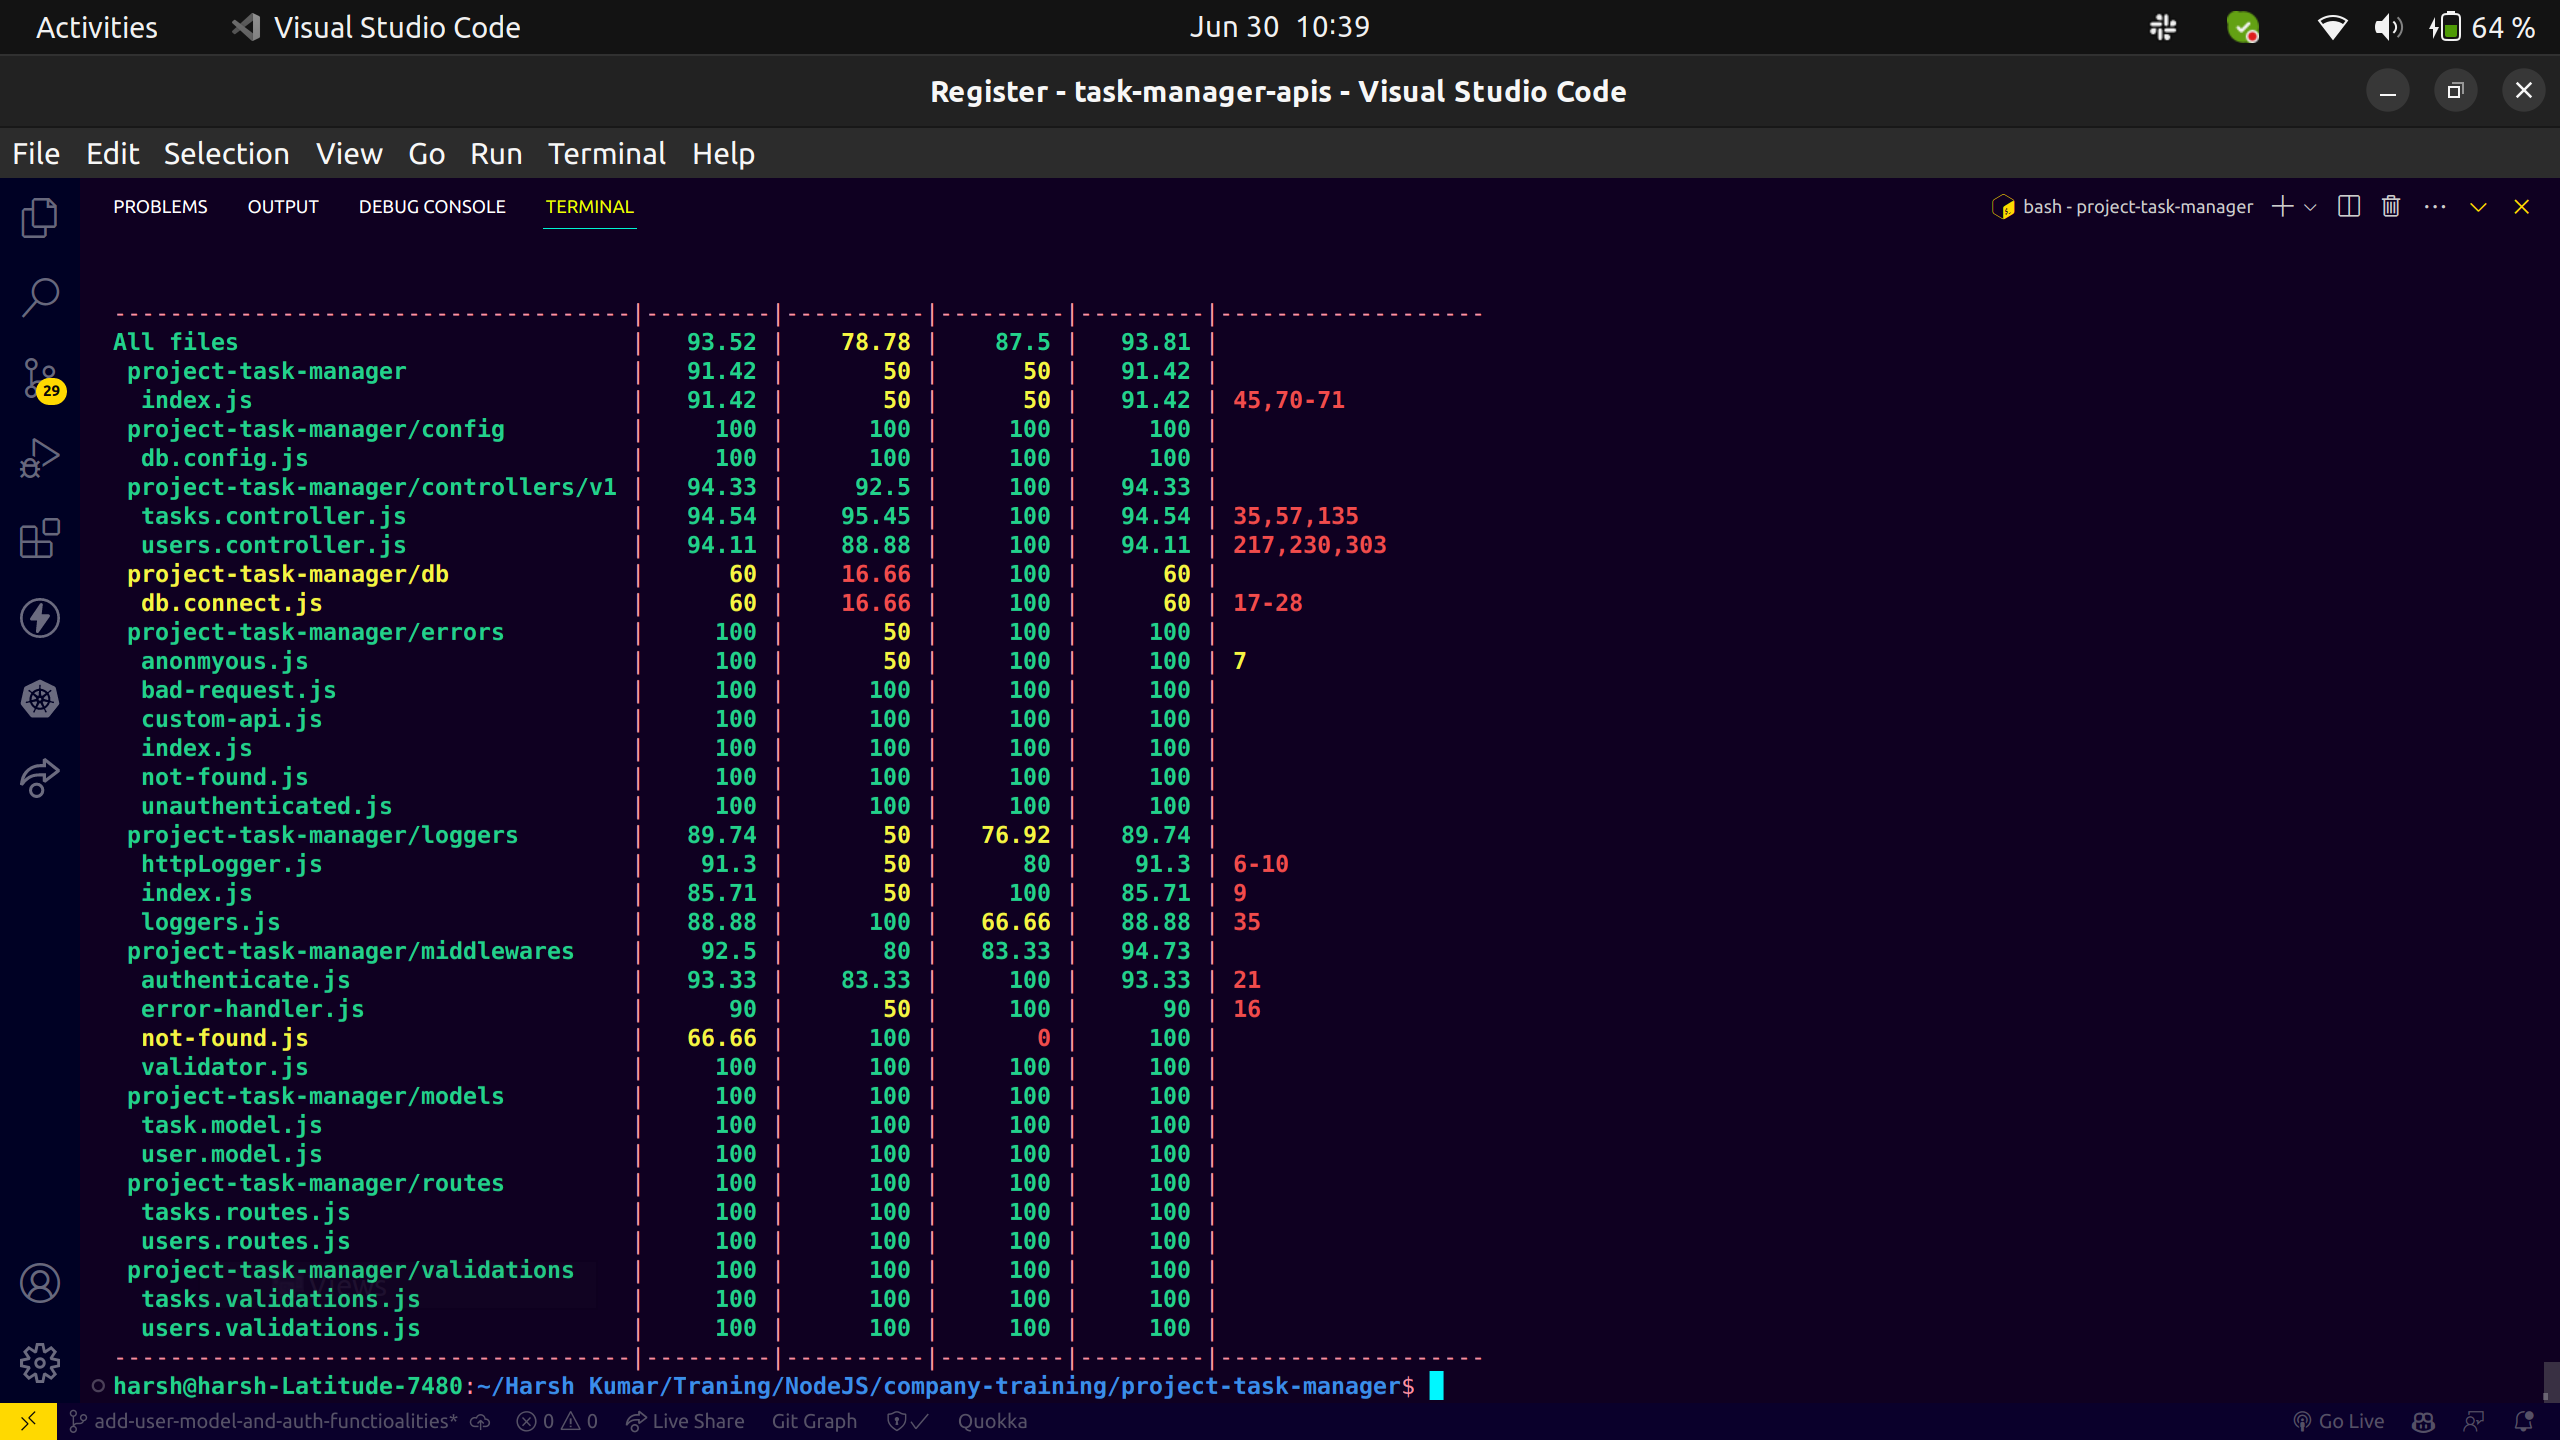 Activities Visual Studio Code Jun 30 10:39 64 %
Register - task-manager-apis - Visual Studio Code
File Edit Selection View Go Run Terminal Help
PROBLEMS OUTPUT DEBUG CONSOLE TERMINAL bash - project-task-manager
-------------------------------------|---------|----------|---------|---------|-------------------
All files | 93.52 | 78.78 | 87.5 | 93.81 |
project-task-manager | 91.42 | 50 | 50 | 91.42 |
index.js | 91.42 | 50 | 50 | 91.42 | 45,70-71
project-task-manager/config | 100 | 100 | 100 | 100 |
db.config.js | 100 | 100 | 100 | 100 |
project-task-manager/controllers/v1 | 94.33 | 92.5 | 100 | 94.33 |
tasks.controller.js | 94.54 | 95.45 | 100 | 94.54 | 35,57,135
users.controller.js | 94.11 | 88.88 | 100 | 94.11 | 217,230,303
project-task-manager/db | 60 | 16.66 | 100 | 60 |
db.connect.js | 60 | 16.66 | 100 | 60 | 17-28
project-task-manager/errors | 100 | 50 | 100 | 100 |
anonmyous.js | 100 | 50 | 100 | 100 | 7
bad-request.js | 100 | 100 | 100 | 100 |
custom-api.js | 100 | 100 | 100 | 100 |
index.js | 100 | 100 | 100 | 100 |
not-found.js | 100 | 100 | 100 | 100 |
unauthenticated.js | 100 | 100 | 100 | 100 |
project-task-manager/loggers | 89.74 | 50 | 76.92 | 89.74 |
httpLogger.js | 91.3 | 50 | 80 | 91.3 | 6-10
index.js | 85.71 | 50 | 100 | 85.71 | 9
loggers.js | 88.88 | 100 | 66.66 | 88.88 | 35
project-task-manager/middlewares | 92.5 | 80 | 83.33 | 94.73 |
authenticate.js | 93.33 | 83.33 | 100 | 93.33 | 21
error-handler.js | 90 | 50 | 100 | 90 | 16
not-found.js | 66.66 | 100 | 0 | 100 |
validator.js | 100 | 100 | 100 | 100 |
project-task-manager/models | 100 | 100 | 100 | 100 |
task.model.js | 100 | 100 | 100 | 100 |
user.model.js | 100 | 100 | 100 | 100 |
project-task-manager/routes | 100 | 100 | 100 | 100 |
tasks.routes.js | 100 | 100 | 100 | 100 |
users.routes.js | 100 | 100 | 100 | 100 |
project-task-manager/validations | 100 | 100 | 100 | 100 |
tasks.validations.js | 100 | 100 | 100 | 100 |
users.validations.js | 100 | 100 | 100 | 100 |
-------------------------------------|---------|----------|---------|---------|-------------------
harsh@harsh-Latitude-7480:~/Harsh Kumar/Traning/NodeJS/company-training/project-task-manager$
29
add-user-model-and-auth-functioalities* 0 0 Live Share Git Graph Quokka Go Live